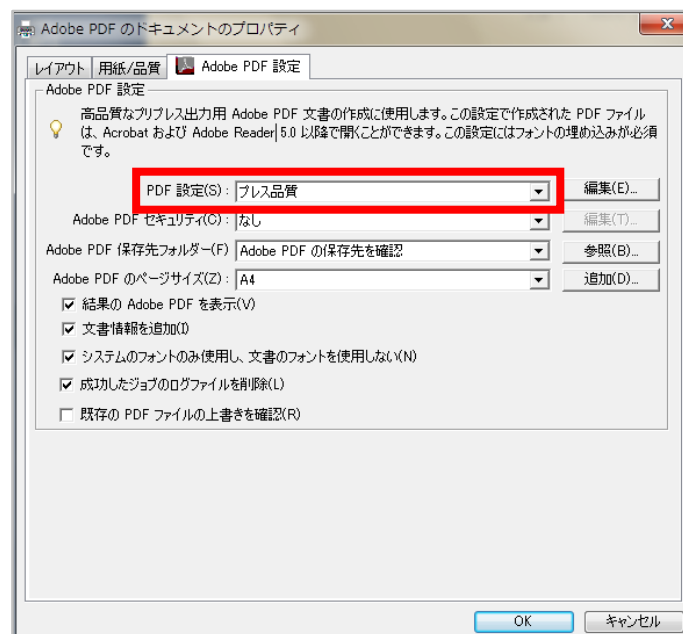 Adobe PDF のドキュメントのプロパティ
レイアウト 用紙/品質 Adobe PDF 設定
Adobe PDF 設定
高品質なプリプレス出力用 Adobe PDF 文書の作成に使用します。この設定で作成された PDF ファイル
は、Acrobat および Adobe Reader 5.0 以降で開くことができます。この設定にはフォントの埋め込みが必須
です。
PDF 設定(S): プレス品質 編集(E)...
Adobe PDF セキュリティ(C): なし 編集(T)...
Adobe PDF 保存先フォルダー(F) Adobe PDF の保存先を確認 参照(B)...
Adobe PDF のページサイズ(Z): A4 追加(D)...
結果の Adobe PDF を表示(V)
文書情報を追加(I)
システムのフォントのみ使用し、文書のフォントを使用しない(N)
成功したジョブのログファイルを削除(L)
既存の PDF ファイルの上書きを確認(R)
OK キャンセル